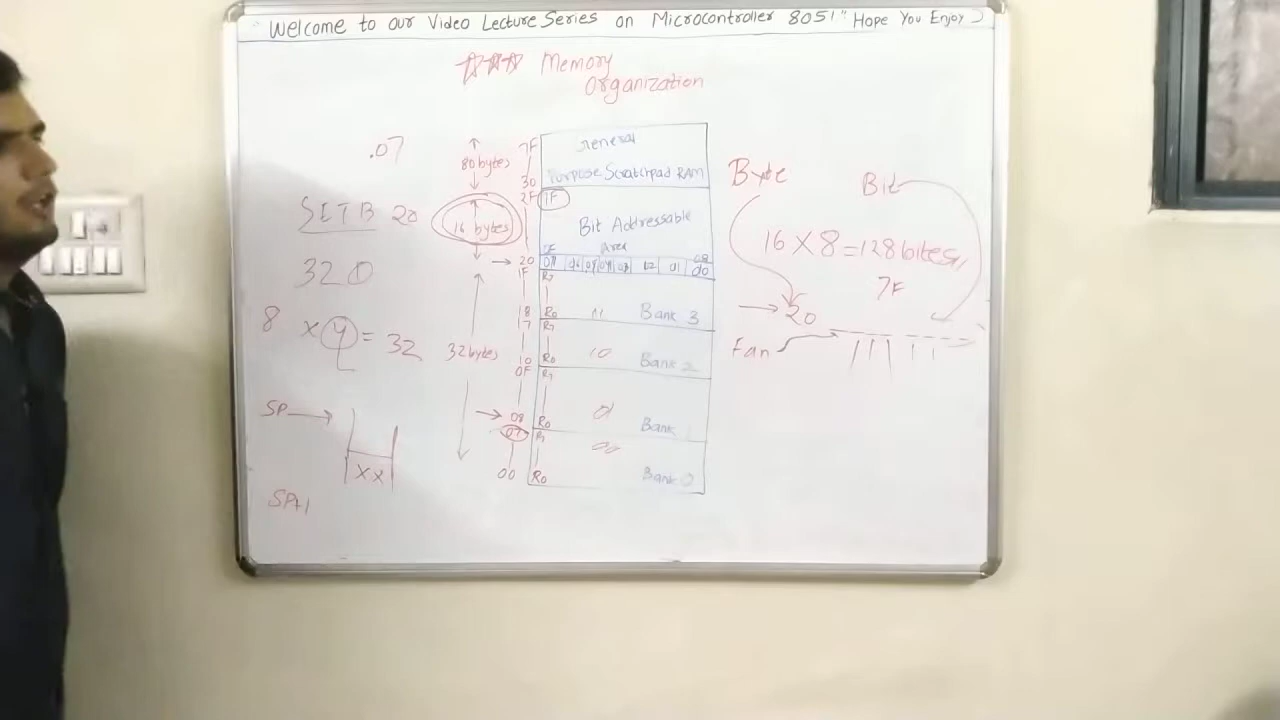 Welcome to our Video Lecture Series on Microcontroller 8051" Hope You Enjoy
Memory
Organization
.07
SETB 20
320
8 x 4 = 32
SP
XX
SP+1
80 bytes
16 bytes
32 bytes
7F
30
2F
20
1F
18
17
10
0F
08
07
00
General
Purpose Scratchpad RAM
Bit Addressable
Area
R7
R0
11
Bank 3
R7
R0
10
Bank 2
R7
R0
01
Bank 1
R7
R0
00
Bank 0
Byte
Bit
16 X 8 = 128 bites
7F
20
Fan